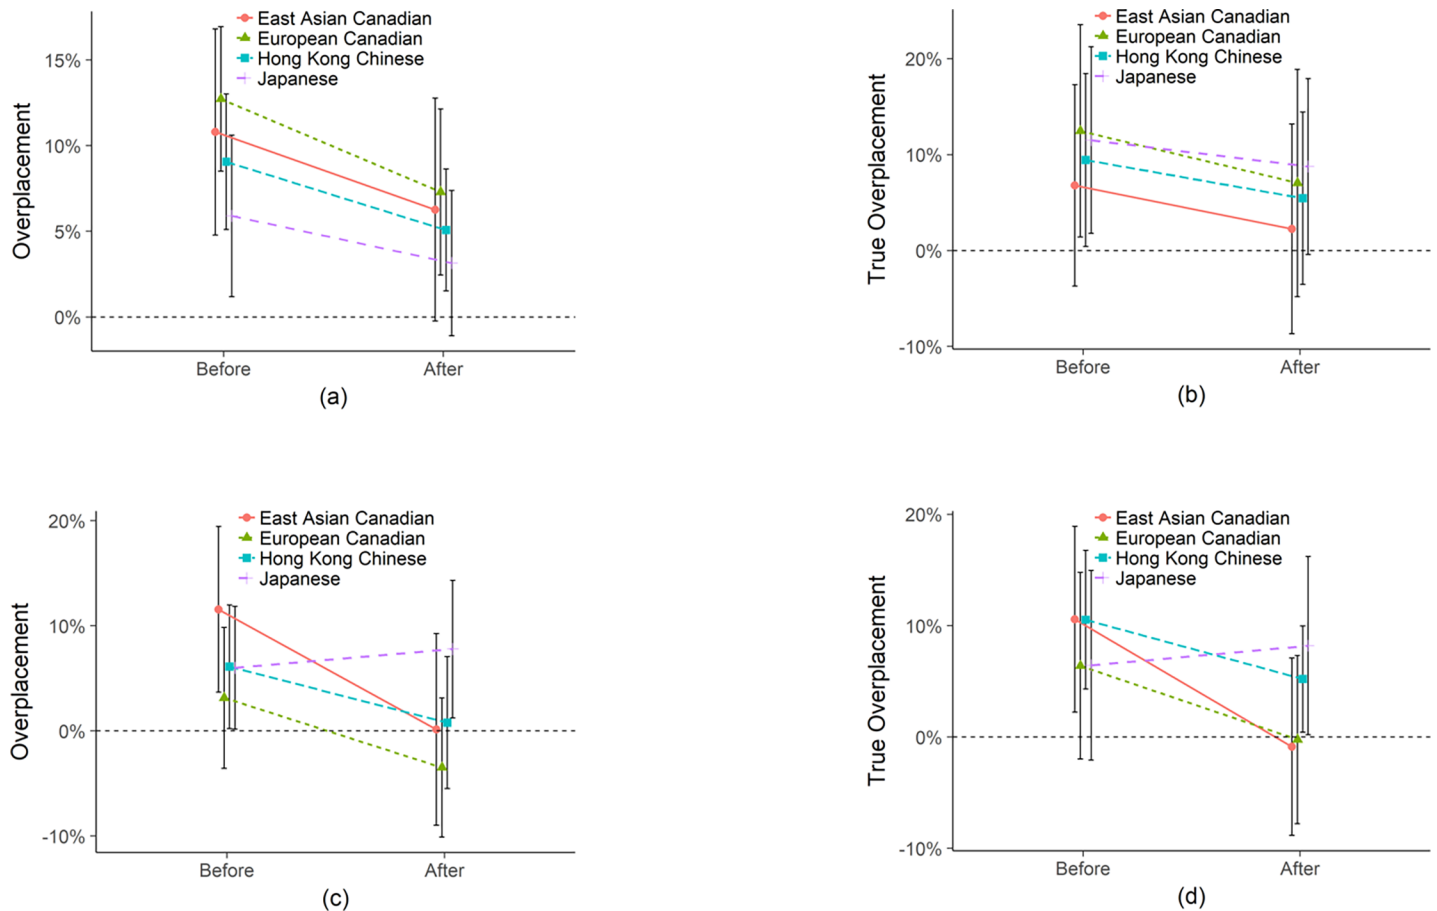 East Asian Canadian
European Canadian
Hong Kong Chinese
Japanese
15%
10%
5%
0%
Overplacement
Before After
(a)
East Asian Canadian
European Canadian
Hong Kong Chinese
Japanese
20%
10%
0%
-10%
True Overplacement
Before After
(b)
East Asian Canadian
European Canadian
Hong Kong Chinese
Japanese
20%
10%
0%
-10%
Overplacement
Before After
(c)
East Asian Canadian
European Canadian
Hong Kong Chinese
Japanese
20%
10%
0%
-10%
True Overplacement
Before After
(d)